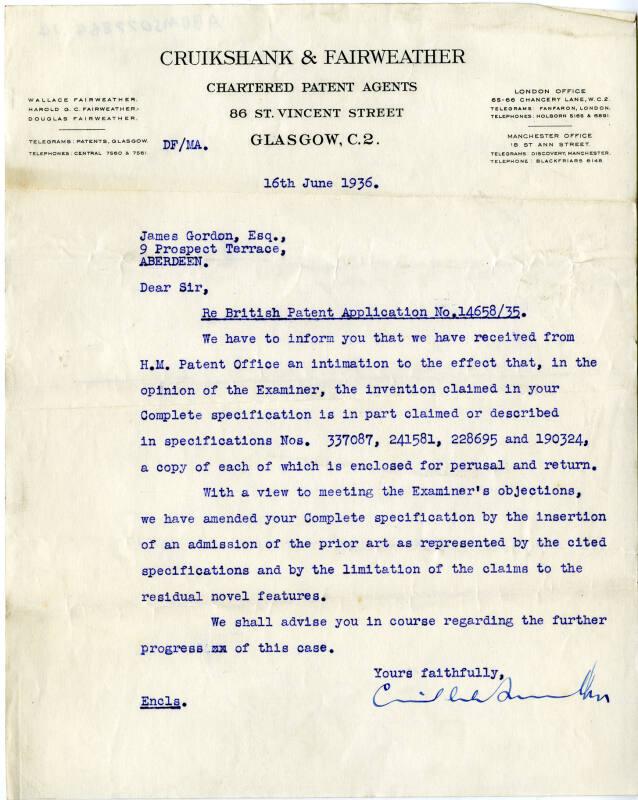 CRUIKSHANK & FAIRWEATHER
CHARTERED PATENT AGENTS
86 ST. VINCENT STREET
GLASGOW, C.2.
WALLACE FAIRWEATHER.
HAROLD G. C. FAIRWEATHER.
DOUGLAS FAIRWEATHER.
TELEGRAMS: PATENTS, GLASGOW.
TELEPHONES: CENTRAL 7560 & 7561
LONDON OFFICE
65-66 CHANCERY LANE, W.C.2.
TELEGRAMS: FANFARON, LONDON.
TELEPHONES: HOLBORN 5165 & 6891
MANCHESTER OFFICE
18 ST ANN STREET.
TELEGRAMS: DISCOVERY, MANCHESTER.
TELEPHONE: BLACKFRIARS 6148
DF/MA.
16th June 1936.
James Gordon, Esq.,
9 Prospect Terrace,
ABERDEEN.
Dear Sir,
Re British Patent Application No.14658/35.
We have to inform you that we have received from
H.M. Patent Office an intimation to the effect that, in the
opinion of the Examiner, the invention claimed in your
Complete specification is in part claimed or described
in specifications Nos. 337087, 241581, 228695 and 190324,
a copy of each of which is enclosed for perusal and return.
With a view to meeting the Examiner's objections,
we have amended your Complete specification by the insertion
of an admission of the prior art as represented by the cited
specifications and by the limitation of the claims to the
residual novel features.
We shall advise you in course regarding the further
progress of this case.
Yours faithfully,
Encls.